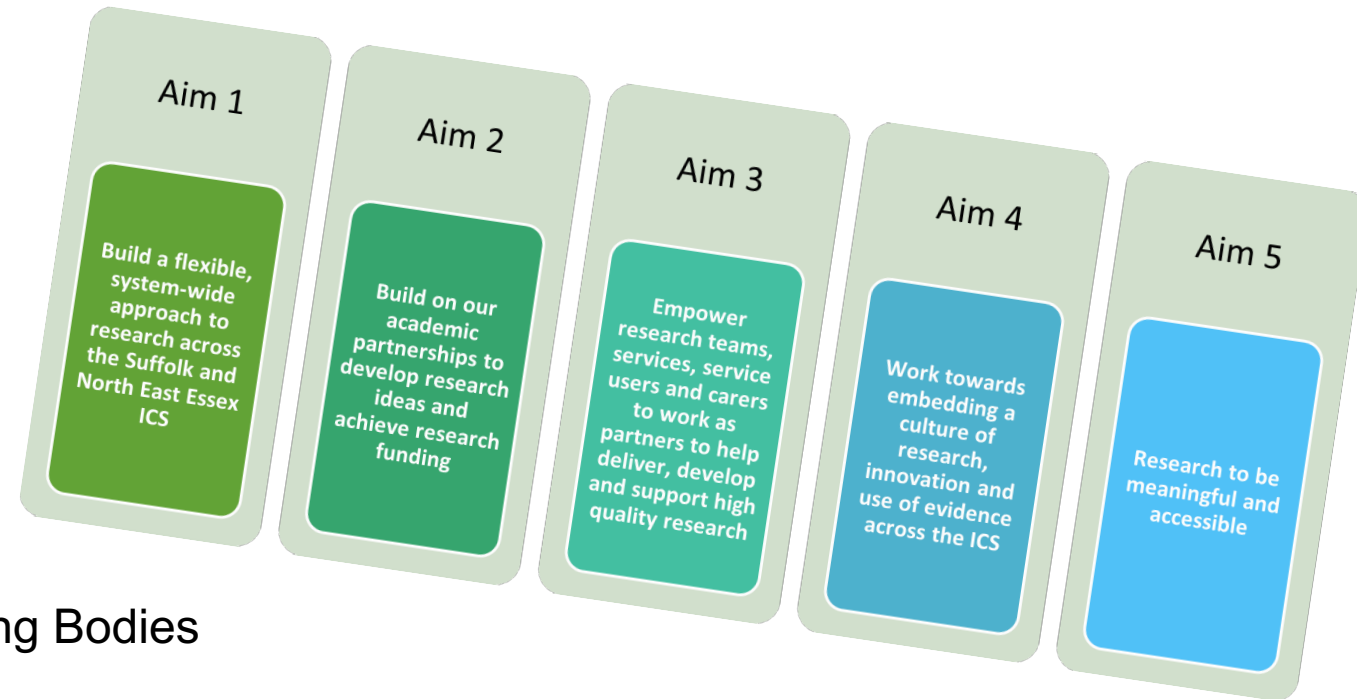 Aim 1
Build a flexible,
system-wide
approach to
research across
the Suffolk and
North East Essex
ICS
Aim 2
Build on our
academic
partnerships to
develop research
ideas and
achieve research
funding
Aim 3
Empower
research teams,
services, service
users and carers
to work as
partners to help
deliver, develop
and support high
quality research
Aim 4
Work towards
embedding a
culture of
research,
innovation and
use of evidence
across the ICS
Aim 5
Research to be
meaningful and
accessible
ng Bodies